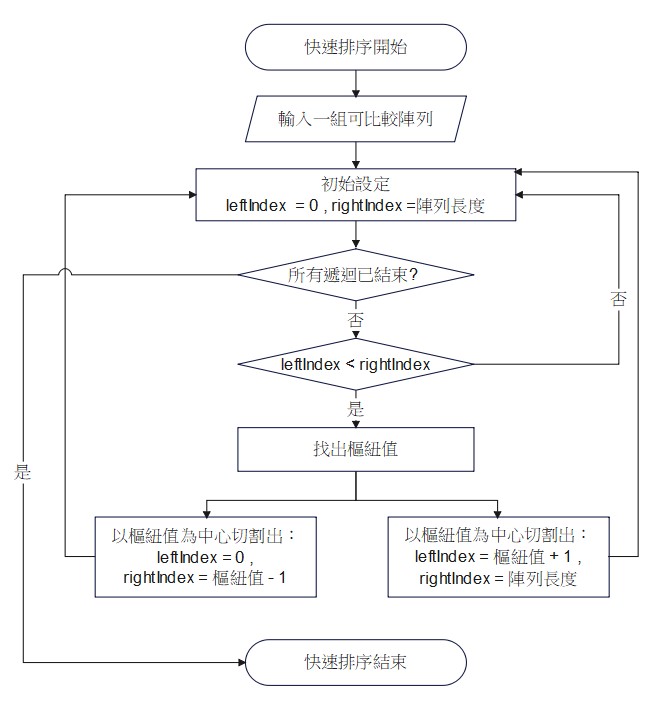 快速排序開始
輸入一組可比較陣列
初始設定
leftIndex = 0 , rightIndex =陣列長度
所有遞迴已結束?
否
否
leftIndex < rightIndex
是
找出樞紐值
是
以樞紐值為中心切割出：
leftIndex = 0 ,
rightIndex = 樞紐值 - 1
以樞紐值為中心切割出：
leftIndex = 樞紐值 + 1 ,
rightIndex = 陣列長度
快速排序結束